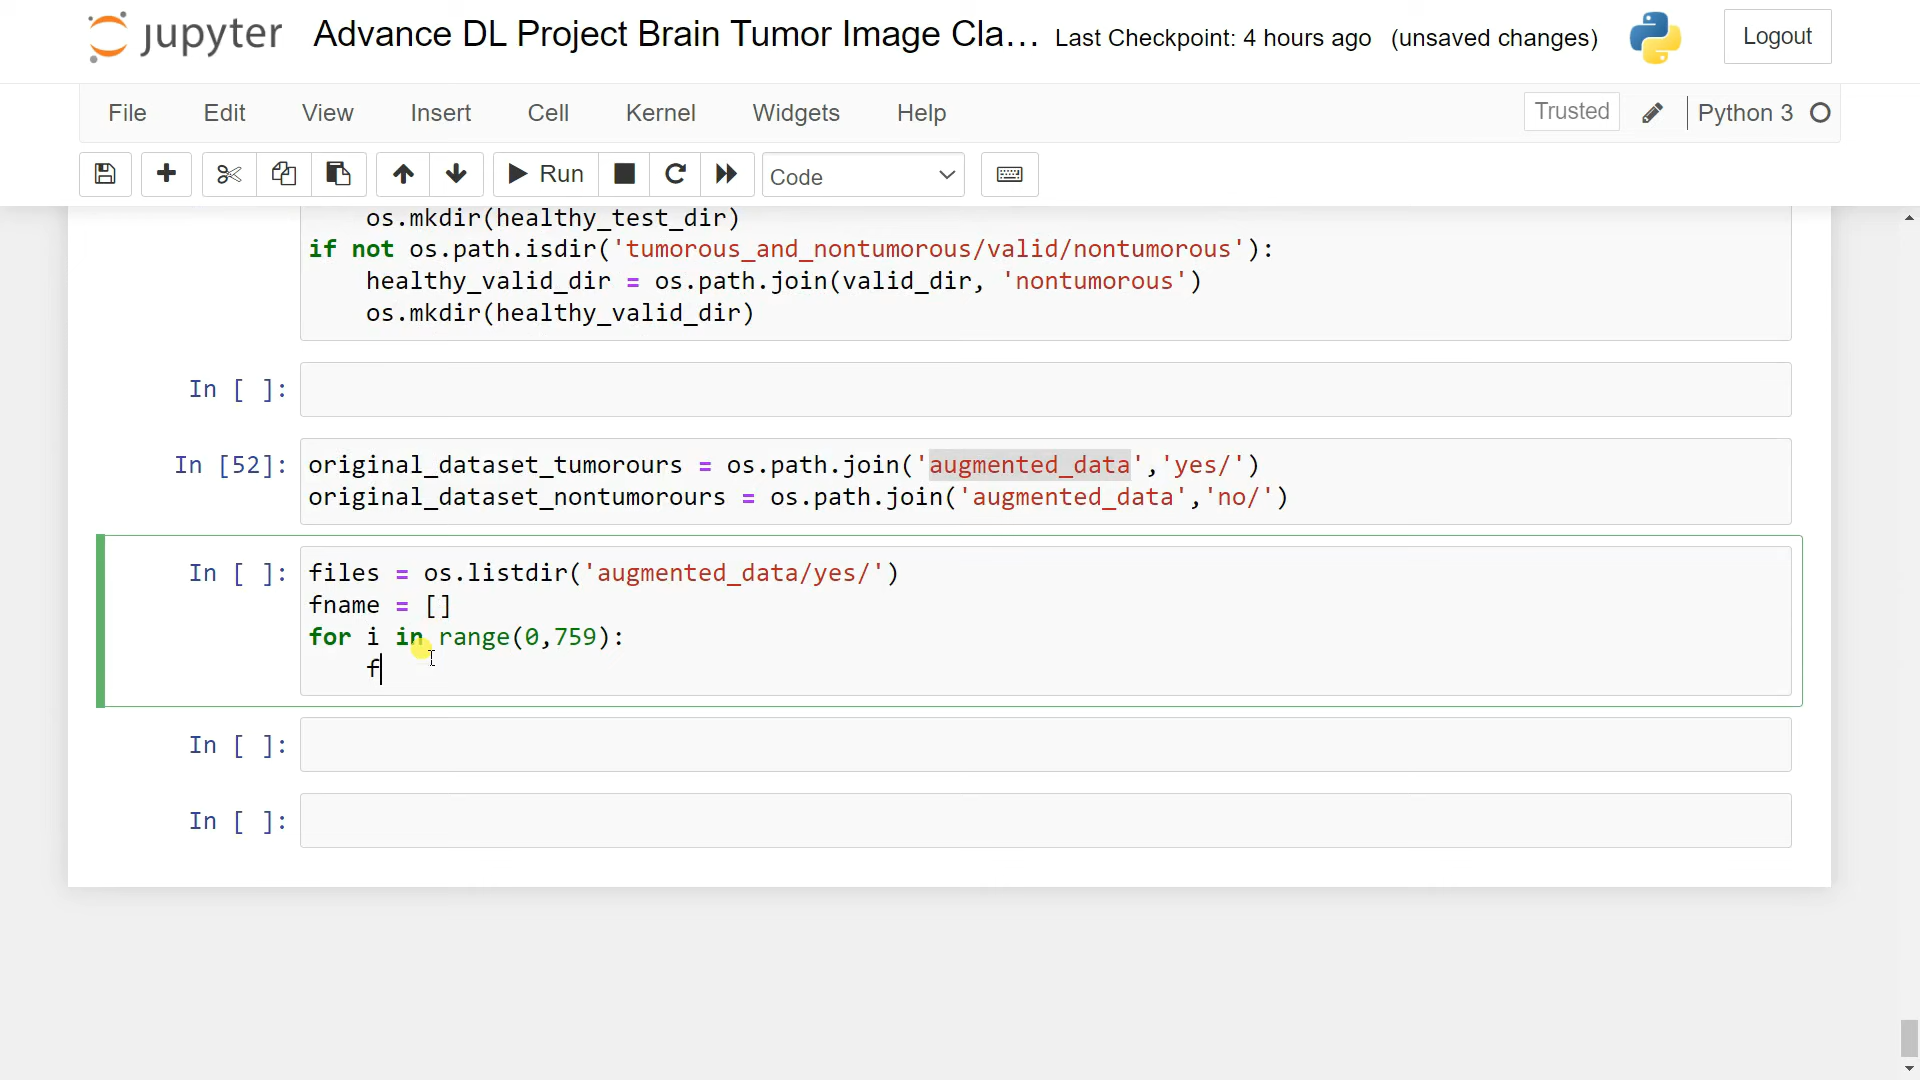 jupyter Advance DL Project Brain Tumor Image Cla... Last Checkpoint: 4 hours ago (unsaved changes) Logout
File Edit View Insert Cell Kernel Widgets Help Trusted Python 3
Run Code
os.mkdir(healthy_test_dir)
if not os.path.isdir('tumorous_and_nontumorous/valid/nontumorous'):
healthy_valid_dir = os.path.join(valid_dir, 'nontumorous')
os.mkdir(healthy_valid_dir)
In [ ]:
In [52]: original_dataset_tumorours = os.path.join('augmented_data','yes/')
original_dataset_nontumorours = os.path.join('augmented_data','no/')
In [ ]: files = os.listdir('augmented_data/yes/')
fname = []
for i in range(0,759):
f
In [ ]:
In [ ]: